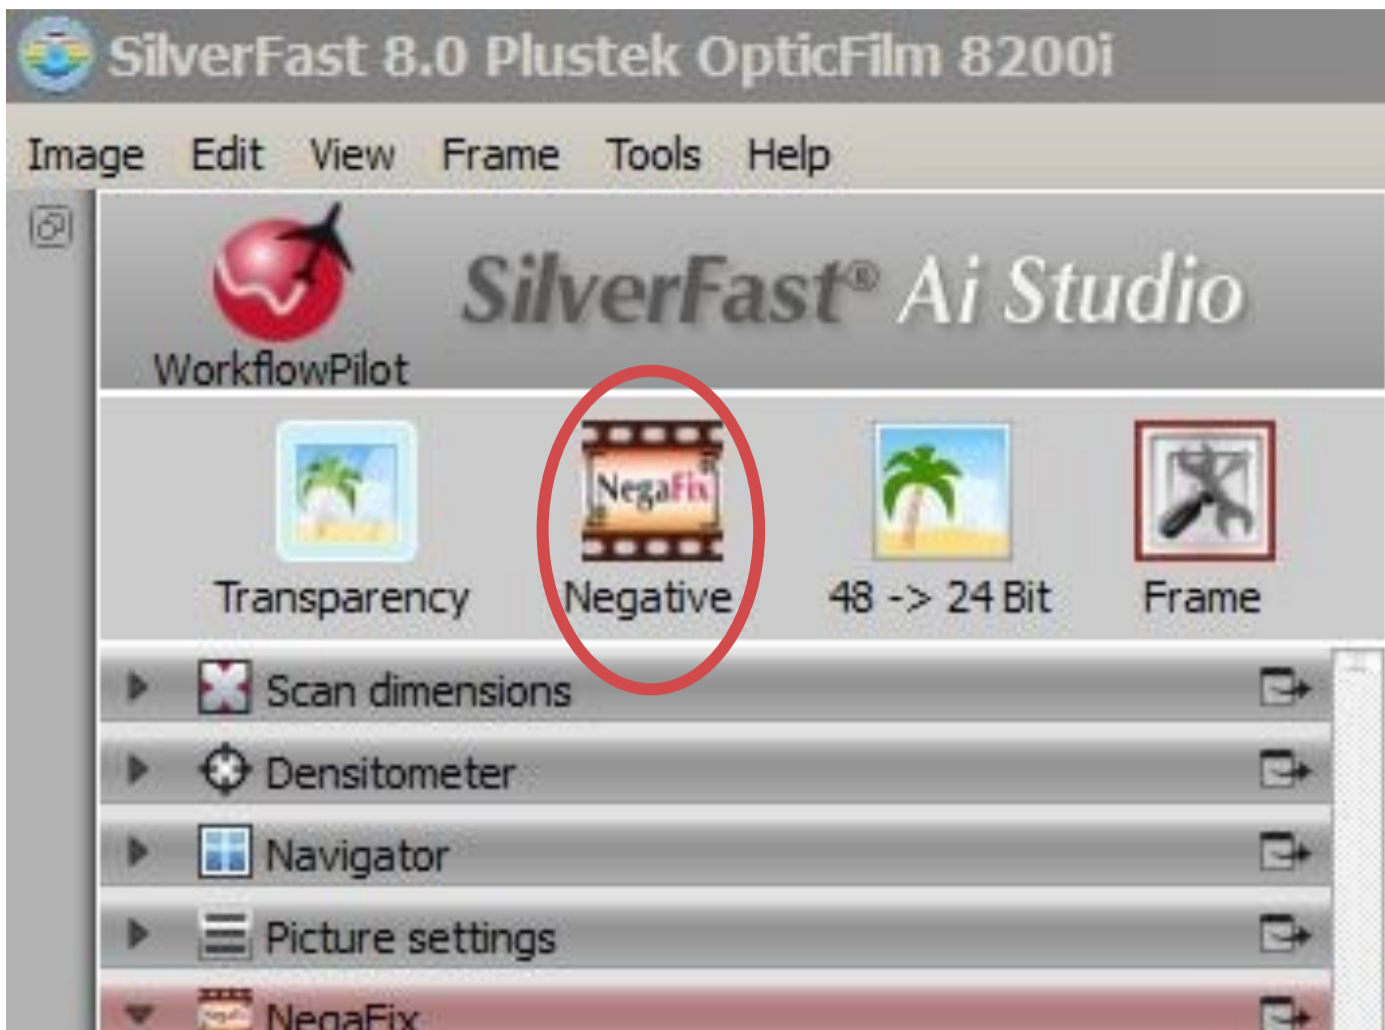 SilverFast 8.0 Plustek OpticFilm 8200i
Image Edit View Frame Tools Help
SilverFast® Ai Studio
WorkflowPilot
NegaFix
Transparency Negative 48 -> 24 Bit Frame
Scan dimensions
Densitometer
Navigator
Picture settings
NegaFix